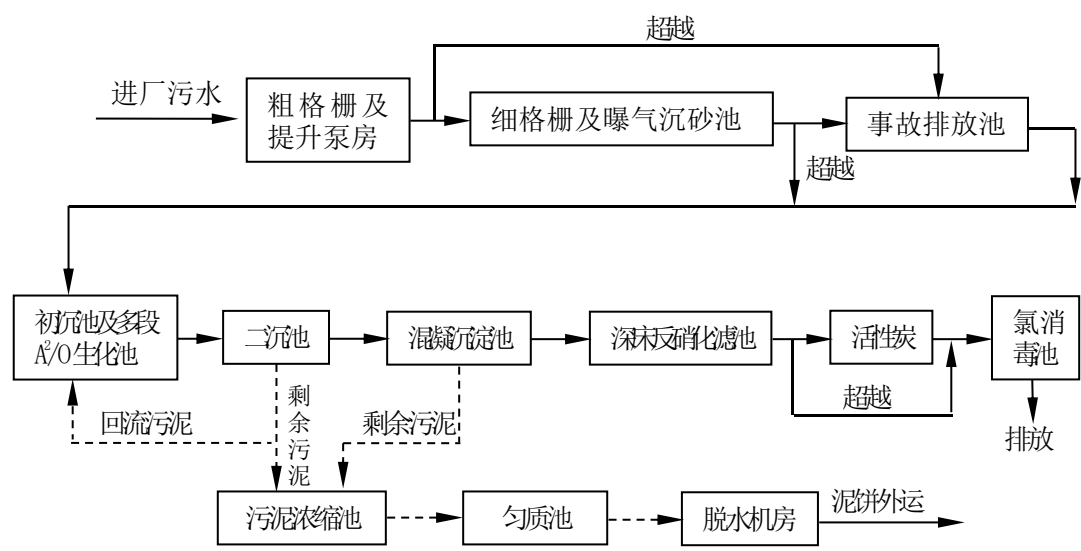 超越
进厂污水
粗格栅及
提升泵房
细格栅及曝气沉砂池
事故排放池
超越
初沉池及多段
A²/O生化池
二沉池
混凝沉淀池
深床反硝化滤池
活性炭
氯消
毒池
超越
回流污泥
剩余污泥
剩余污泥
排放
污泥浓缩池
匀质池
脱水机房
泥饼外运